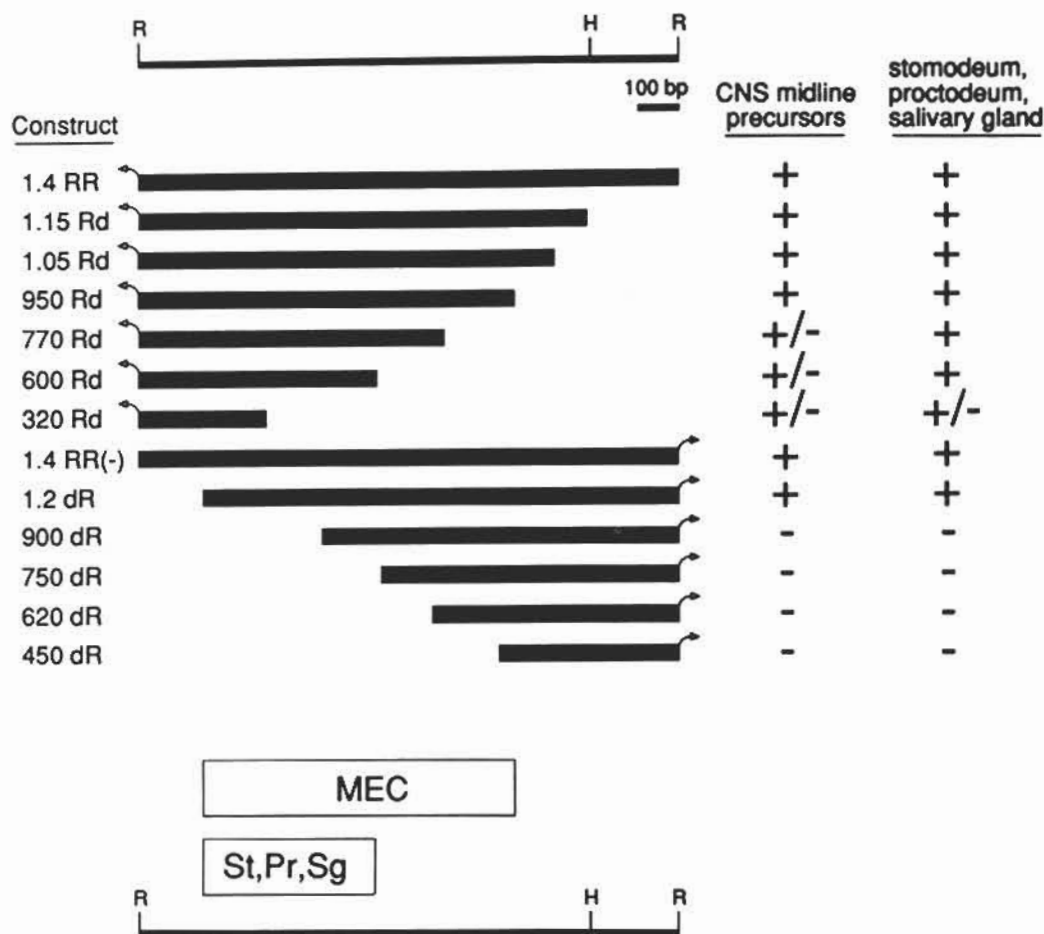 R H R
100 bp
Construct
CNS midline
precursors
stomodeum,
proctodeum,
salivary gland
1.4 RR + +
1.15 Rd + +
1.05 Rd + +
950 Rd + +
770 Rd +/- +
600 Rd +/- +
320 Rd +/- +/-
1.4 RR(-) + +
1.2 dR + +
900 dR - -
750 dR - -
620 dR - -
450 dR - -
MEC
St,Pr,Sg
R H R